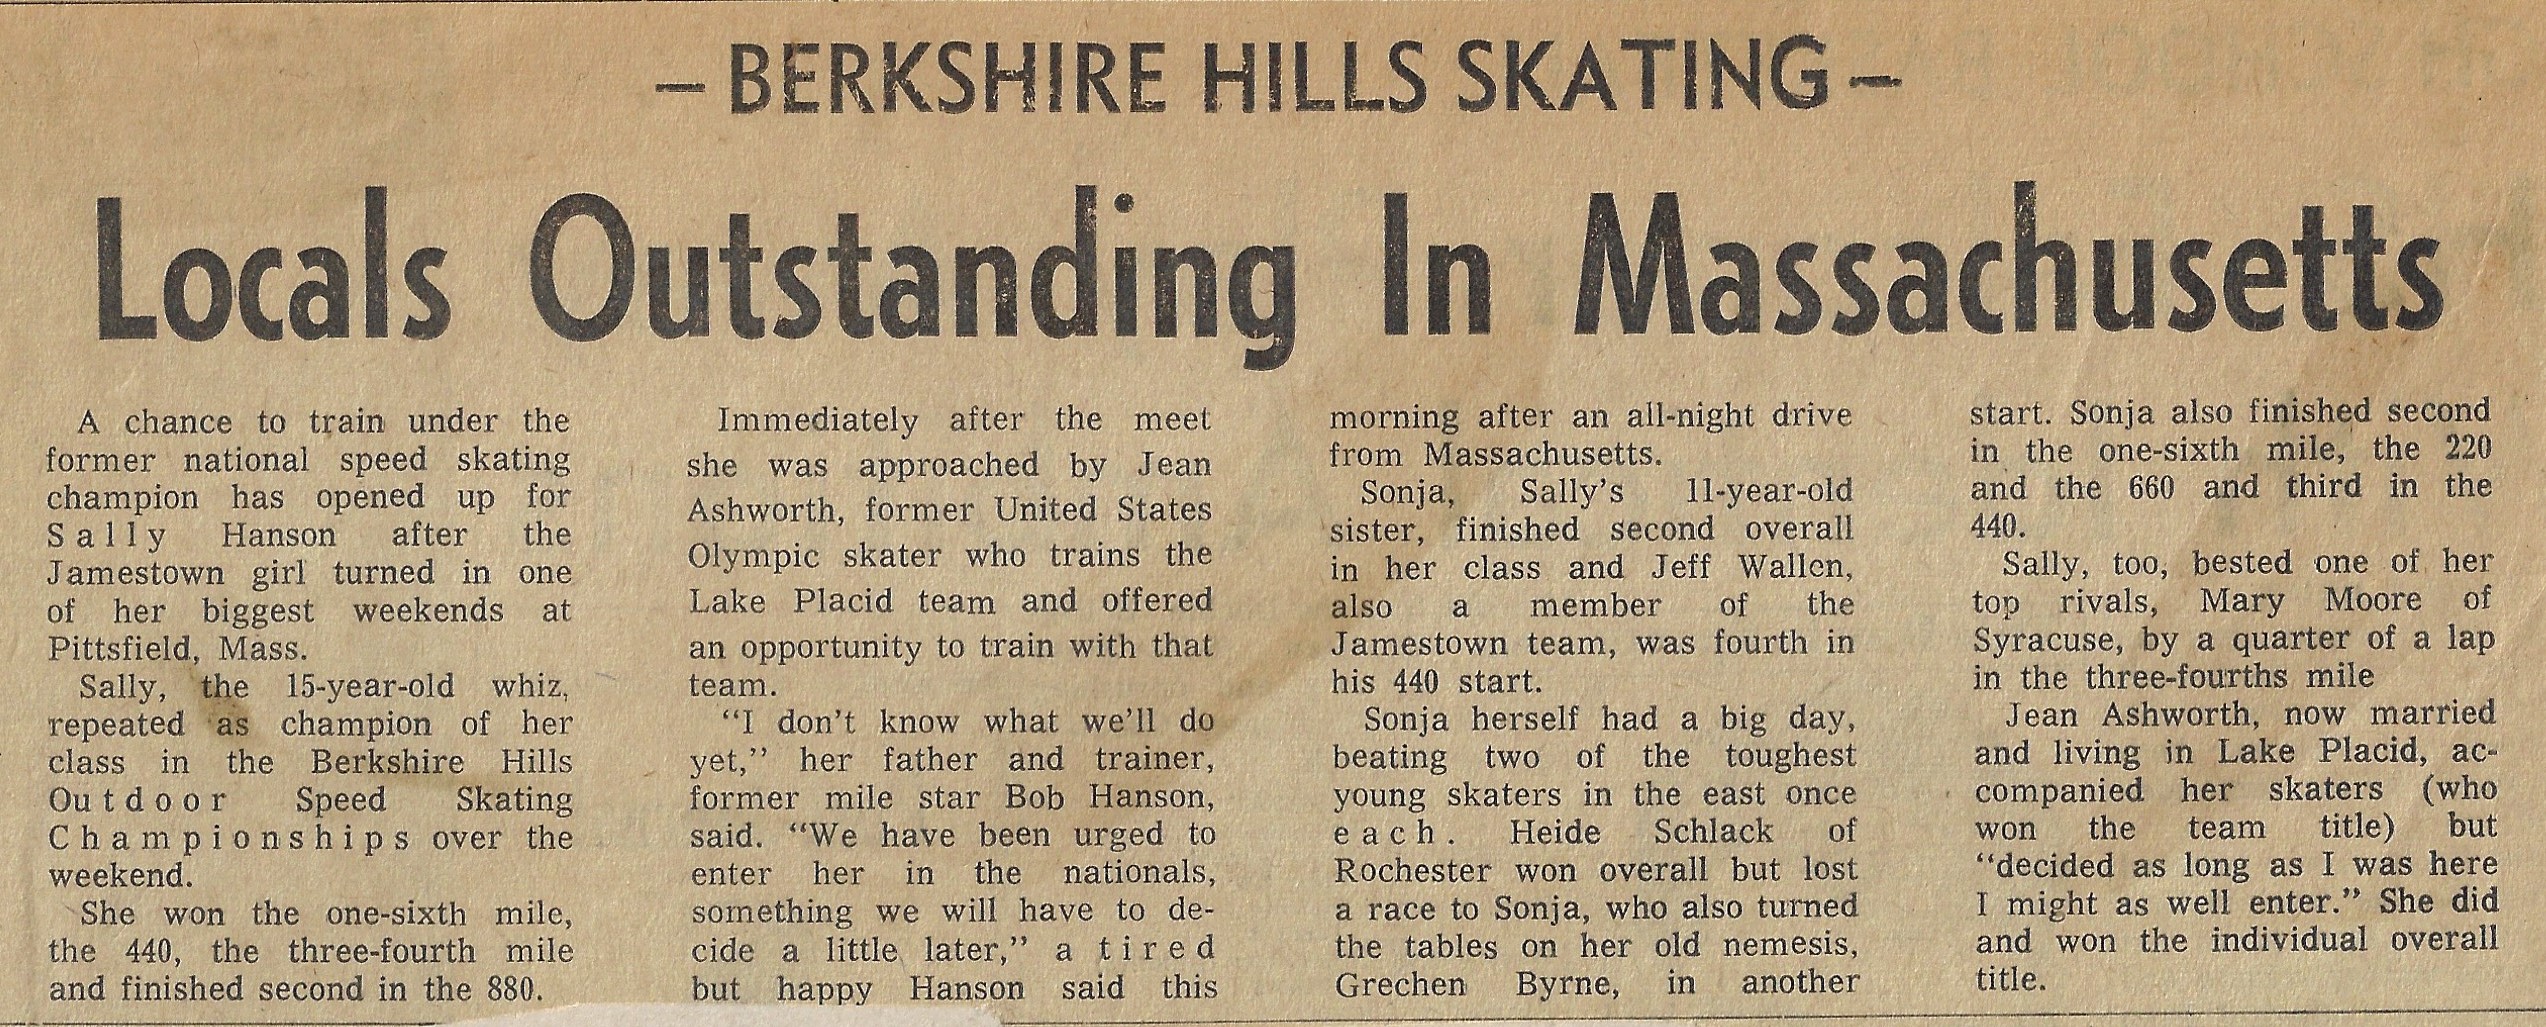 – BERKSHIRE HILLS SKATING –
Locals Outstanding In Massachusetts
A chance to train under the
former national speed skating
champion has opened up for
Sally Hanson after the
Jamestown girl turned in one
of her biggest weekends at
Pittsfield, Mass.
Sally, the 15-year-old whiz,
repeated as champion of her
class in the Berkshire Hills
Outdoor Speed Skating
Championships over the
weekend.
She won the one-sixth mile,
the 440, the three-fourth mile
and finished second in the 880.
Immediately after the meet
she was approached by Jean
Ashworth, former United States
Olympic skater who trains the
Lake Placid team and offered
an opportunity to train with that
team.
"I don't know what we'll do
yet," her father and trainer,
former mile star Bob Hanson,
said. "We have been urged to
enter her in the nationals,
something we will have to de-
cide a little later," a tired
but happy Hanson said this
morning after an all-night drive
from Massachusetts.
Sonja, Sally's 11-year-old
sister, finished second overall
in her class and Jeff Wallen,
also a member of the
Jamestown team, was fourth in
his 440 start.
Sonja herself had a big day,
beating two of the toughest
young skaters in the east once
each. Heide Schlack of
Rochester won overall but lost
a race to Sonja, who also turned
the tables on her old nemesis,
Grechen Byrne, in another
start. Sonja also finished second
in the one-sixth mile, the 220
and the 660 and third in the
440.
Sally, too, bested one of her
top rivals, Mary Moore of
Syracuse, by a quarter of a lap
in the three-fourths mile
Jean Ashworth, now married
and living in Lake Placid, ac-
companied her skaters (who
won the team title) but
"decided as long as I was here
I might as well enter." She did
and won the individual overall
title.